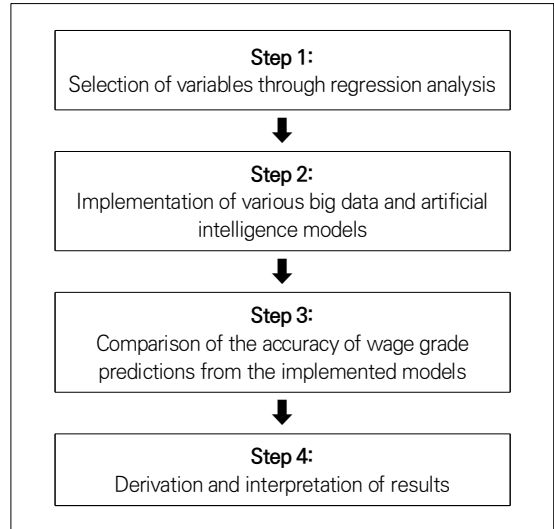 Step 1:
Selection of variables through regression analysis
Step 2:
Implementation of various big data and artificial
intelligence models
Step 3:
Comparison of the accuracy of wage grade
predictions from the implemented models
Step 4:
Derivation and interpretation of results